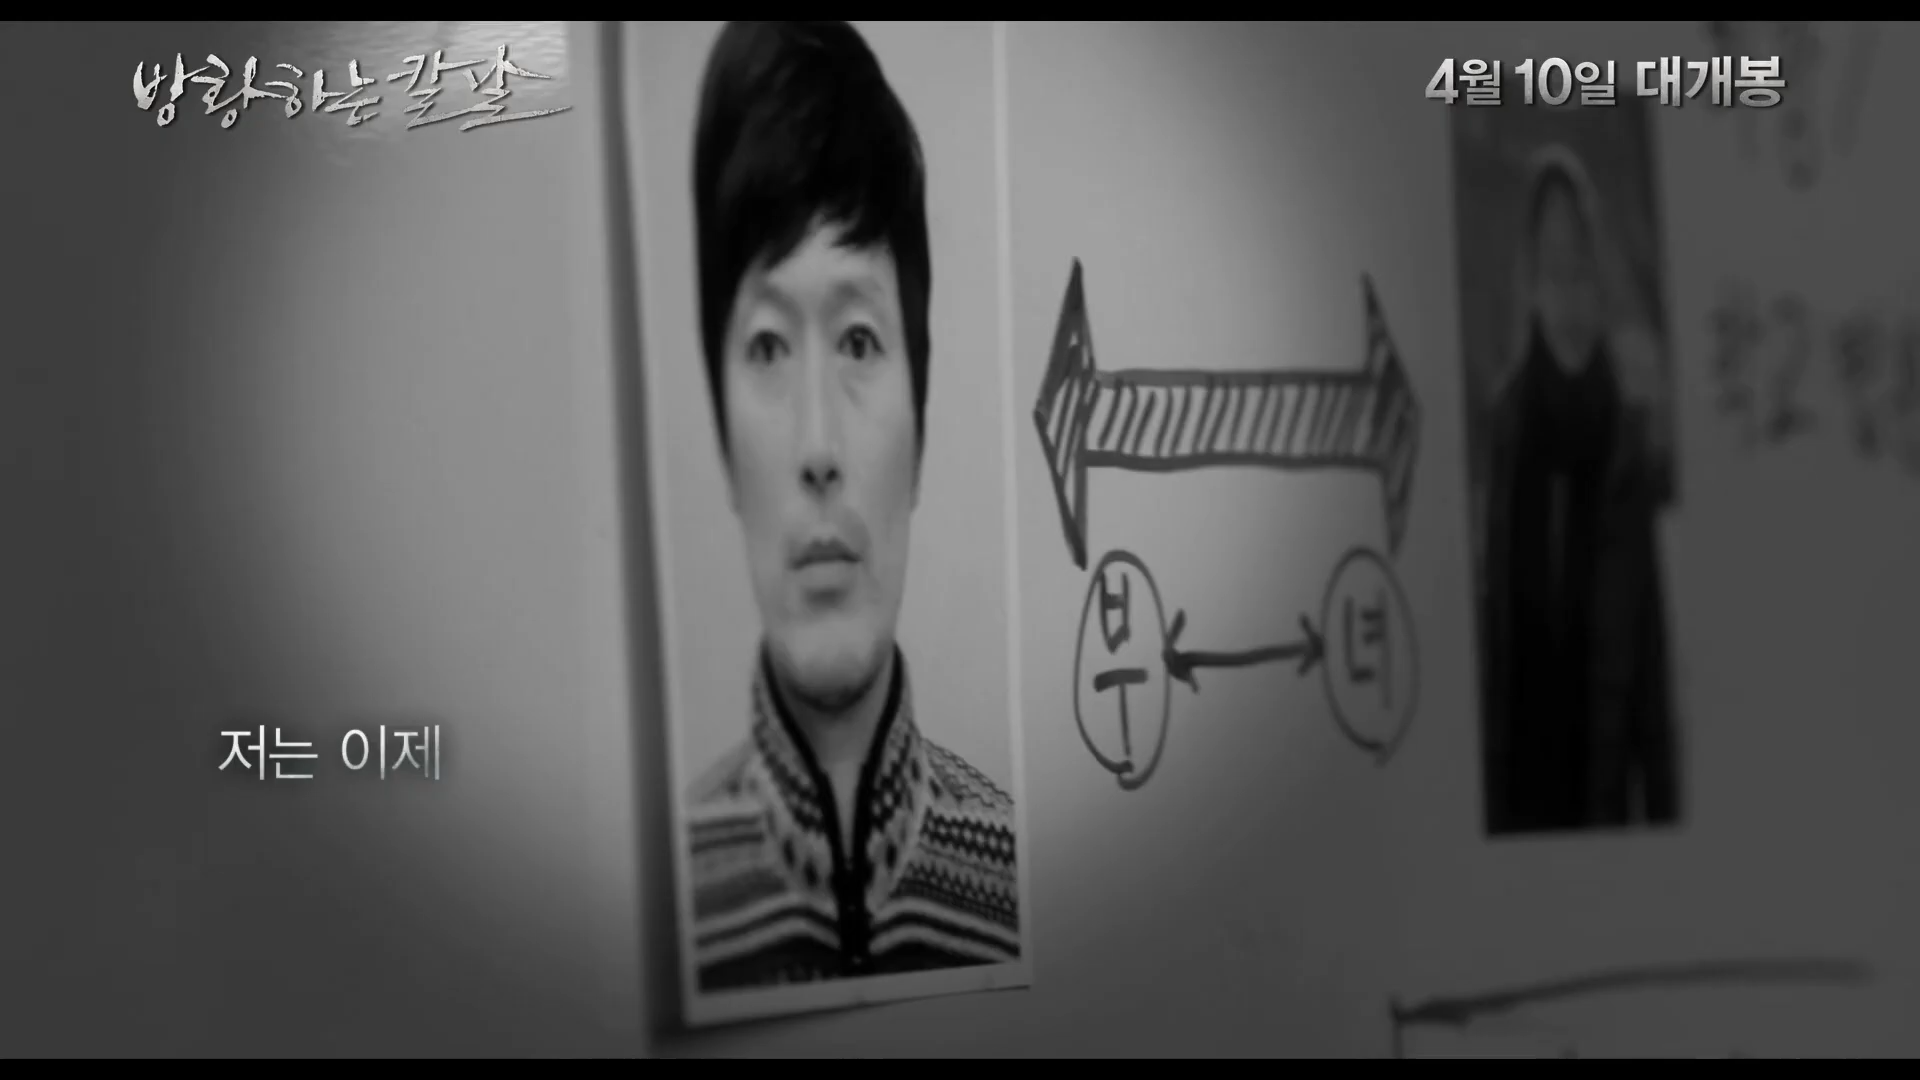 방황하는 칼날
4월 10일 대개봉
부
녀
저는 이제